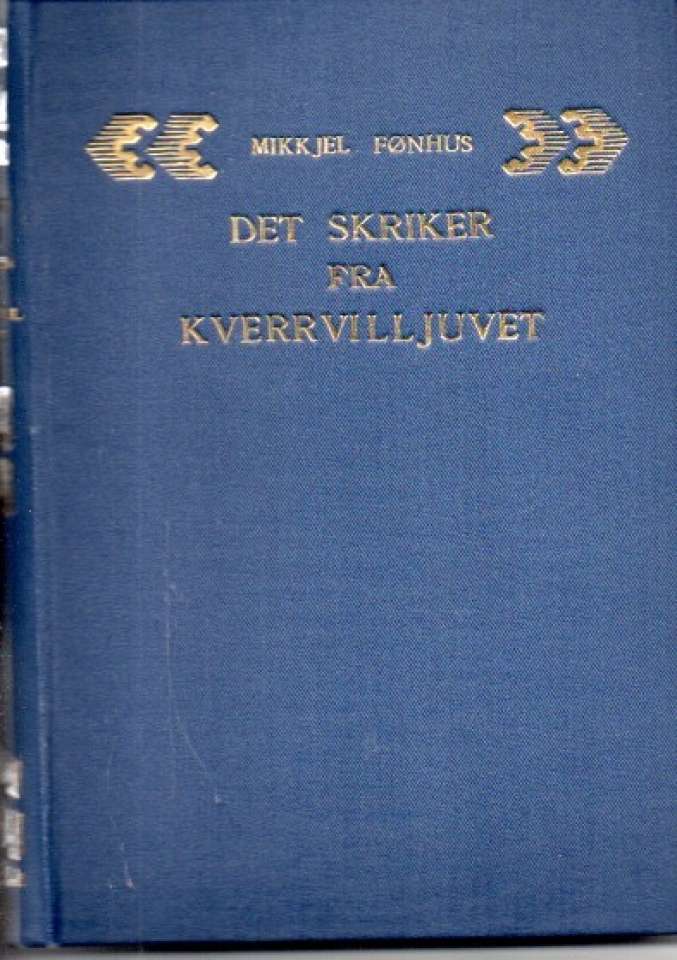 MIKKJEL FØNHUS
DET SKRIKER
FRA
KVERRVILLJUVET